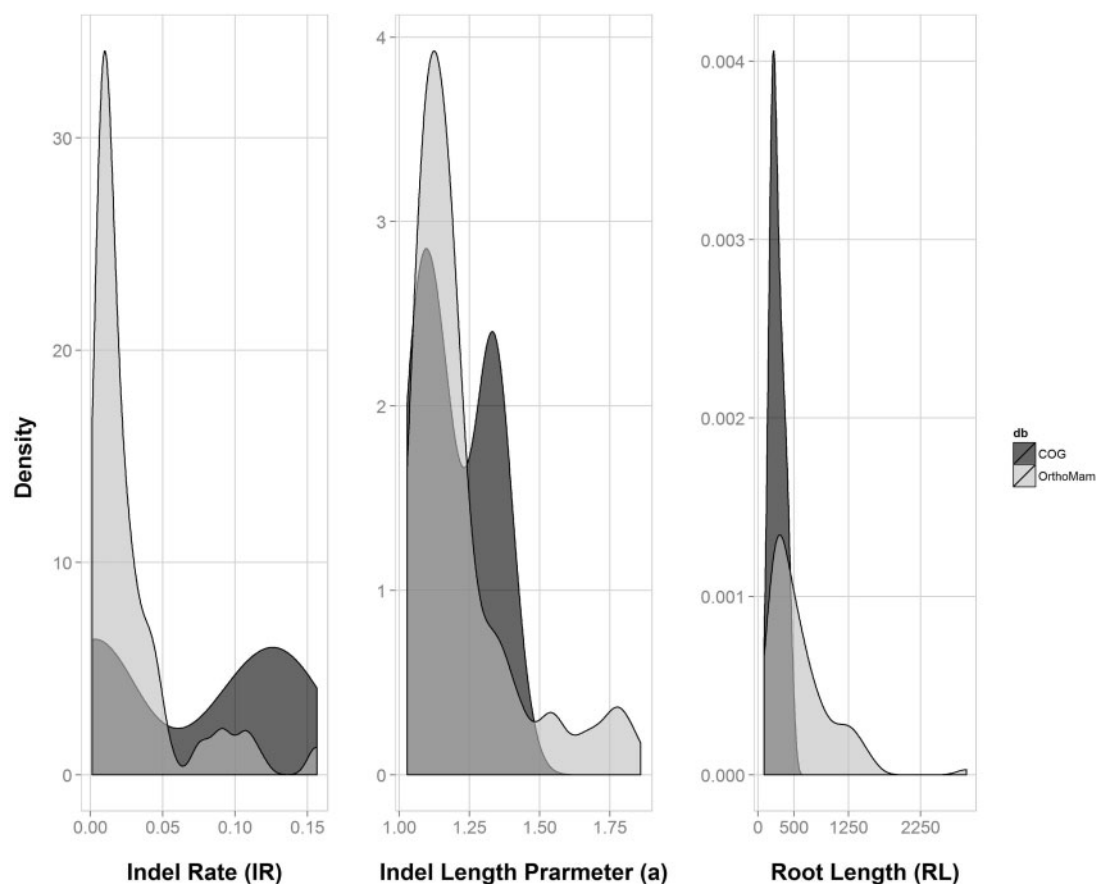 Density
30
20
10
0
0.00 0.05 0.10 0.15
Indel Rate (IR)
4
3
2
1
0
1.00 1.25 1.50 1.75
Indel Length Prarmeter (a)
0.004
0.003
0.002
0.001
0.000
0 500 1250 2250
Root Length (RL)
db
COG
OrthoMam